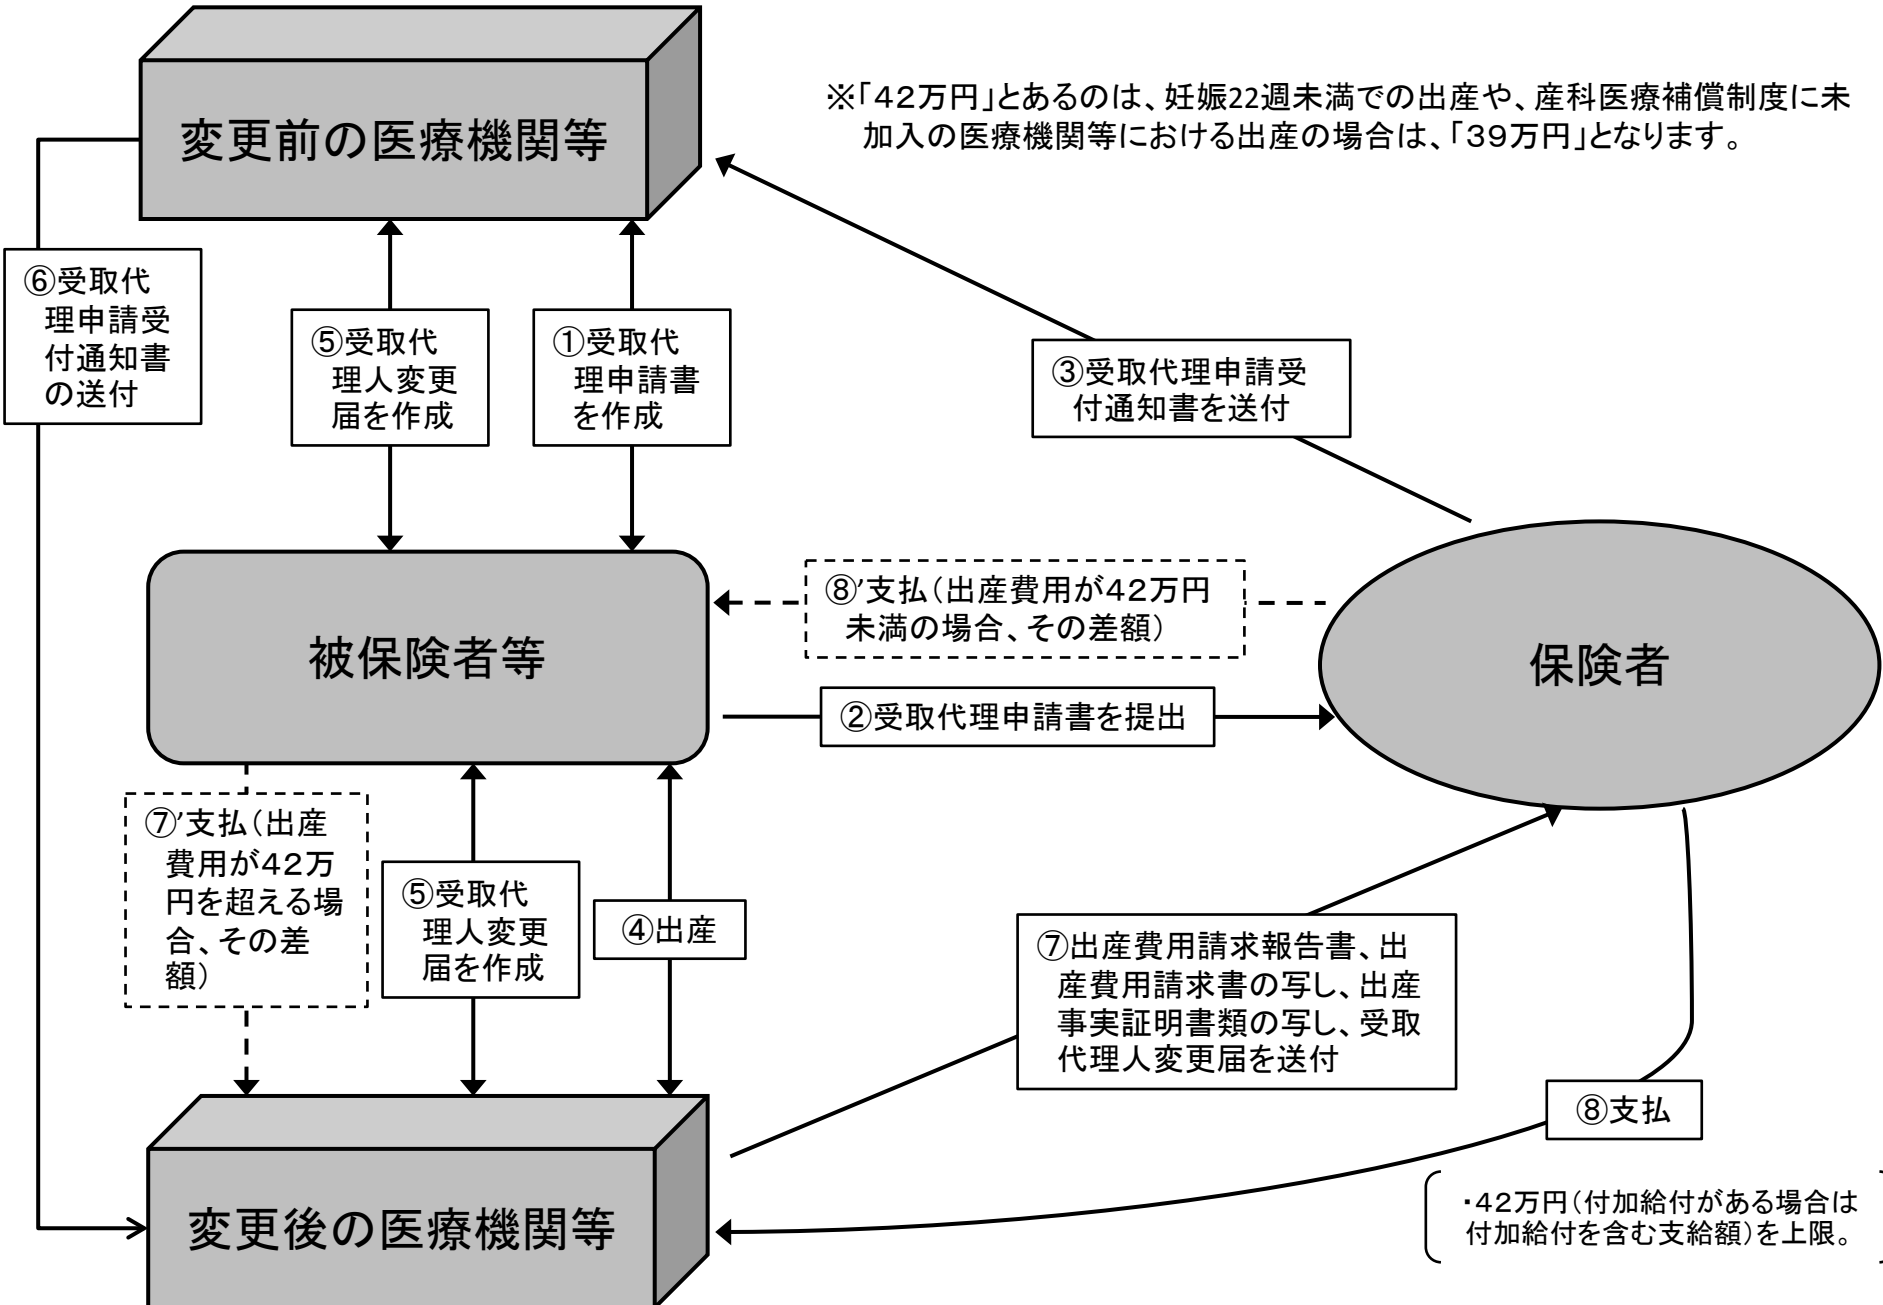 変更前の医療機関等
※「42万円」とあるのは、妊娠22週未満での出産や、産科医療補償制度に未
加入の医療機関等における出産の場合は、「39万円」となります。
⑥受取代
理申請受
付通知書
の送付
⑤受取代
理人変更
届を作成
①受取代
理申請書
を作成
③受取代理申請受
付通知書を送付
被保険者等
⑧’支払(出産費用が42万円
未満の場合、その差額)
保険者
②受取代理申請書を提出
⑦’支払(出産
費用が42万
円を超える場
合、その差
額)
⑤受取代
理人変更
届を作成
④出産
⑦出産費用請求報告書、出
産費用請求書の写し、出産
事実証明書類の写し、受取
代理人変更届を送付
⑧支払
・42万円(付加給付がある場合は
付加給付を含む支給額)を上限。
変更後の医療機関等